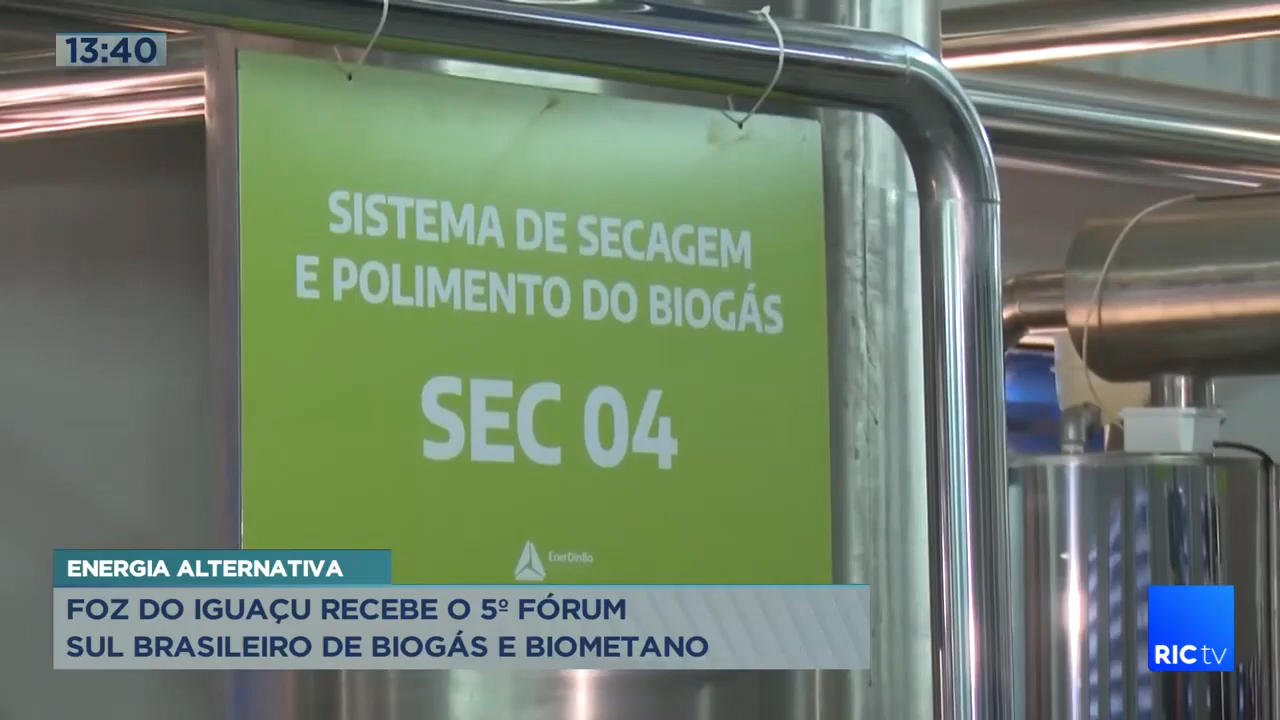 13:40
SISTEMA DE SECAGEM
E POLIMENTO DO BIOGÁS
SEC 04
EnerDinBo
ENERGIA ALTERNATIVA
FOZ DO IGUAÇU RECEBE O 5º FÓRUM
SUL BRASILEIRO DE BIOGÁS E BIOMETANO
RIC tv